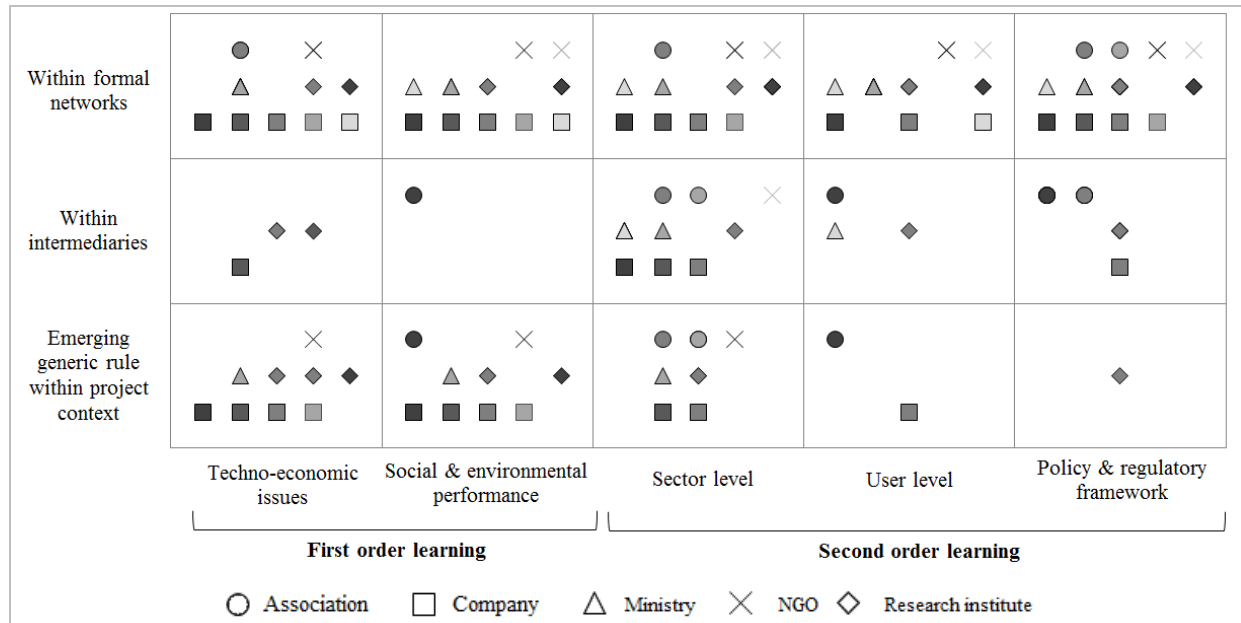 Within formal
networks
Within
intermediaries
Emerging
generic rule
within project
context
Techno-economic
issues
Social & environmental
performance
Sector level
User level
Policy & regulatory
framework
First order learning
Second order learning
Association
Company
Ministry
NGO
Research institute